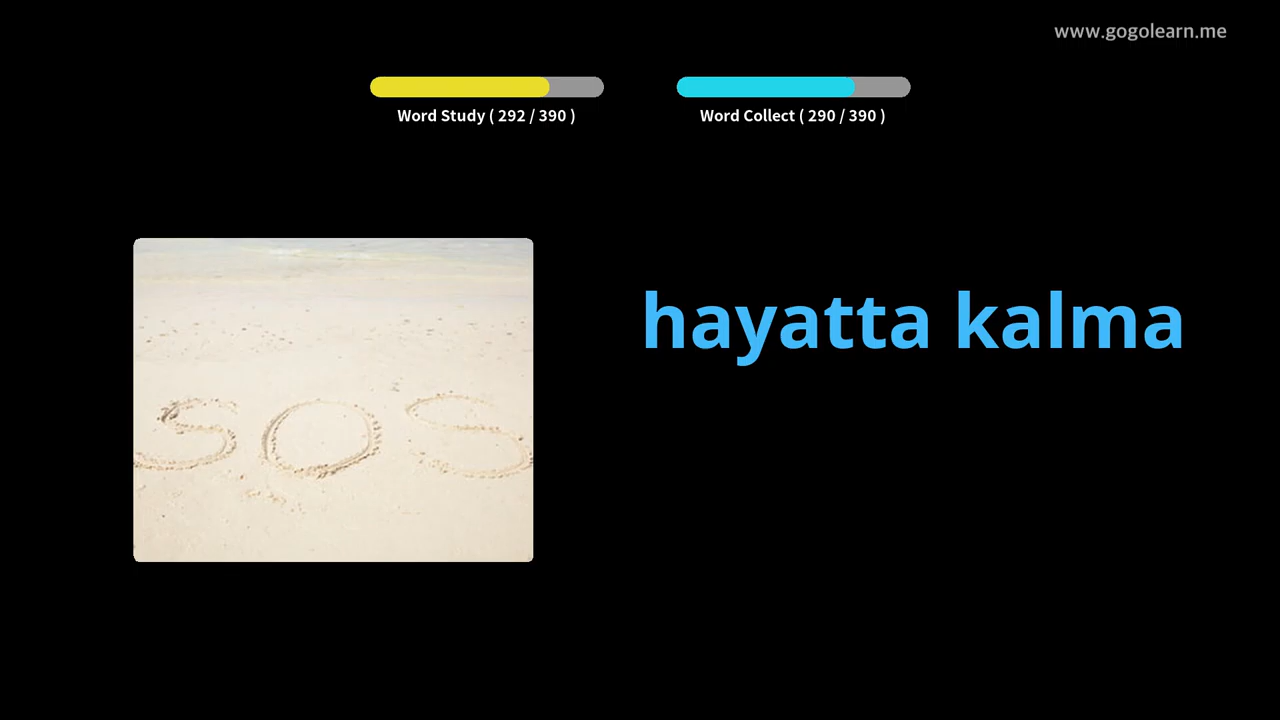 www.gogolearn.me
Word Study ( 292 / 390 )
Word Collect ( 290 / 390 )
hayatta kalma
SOS